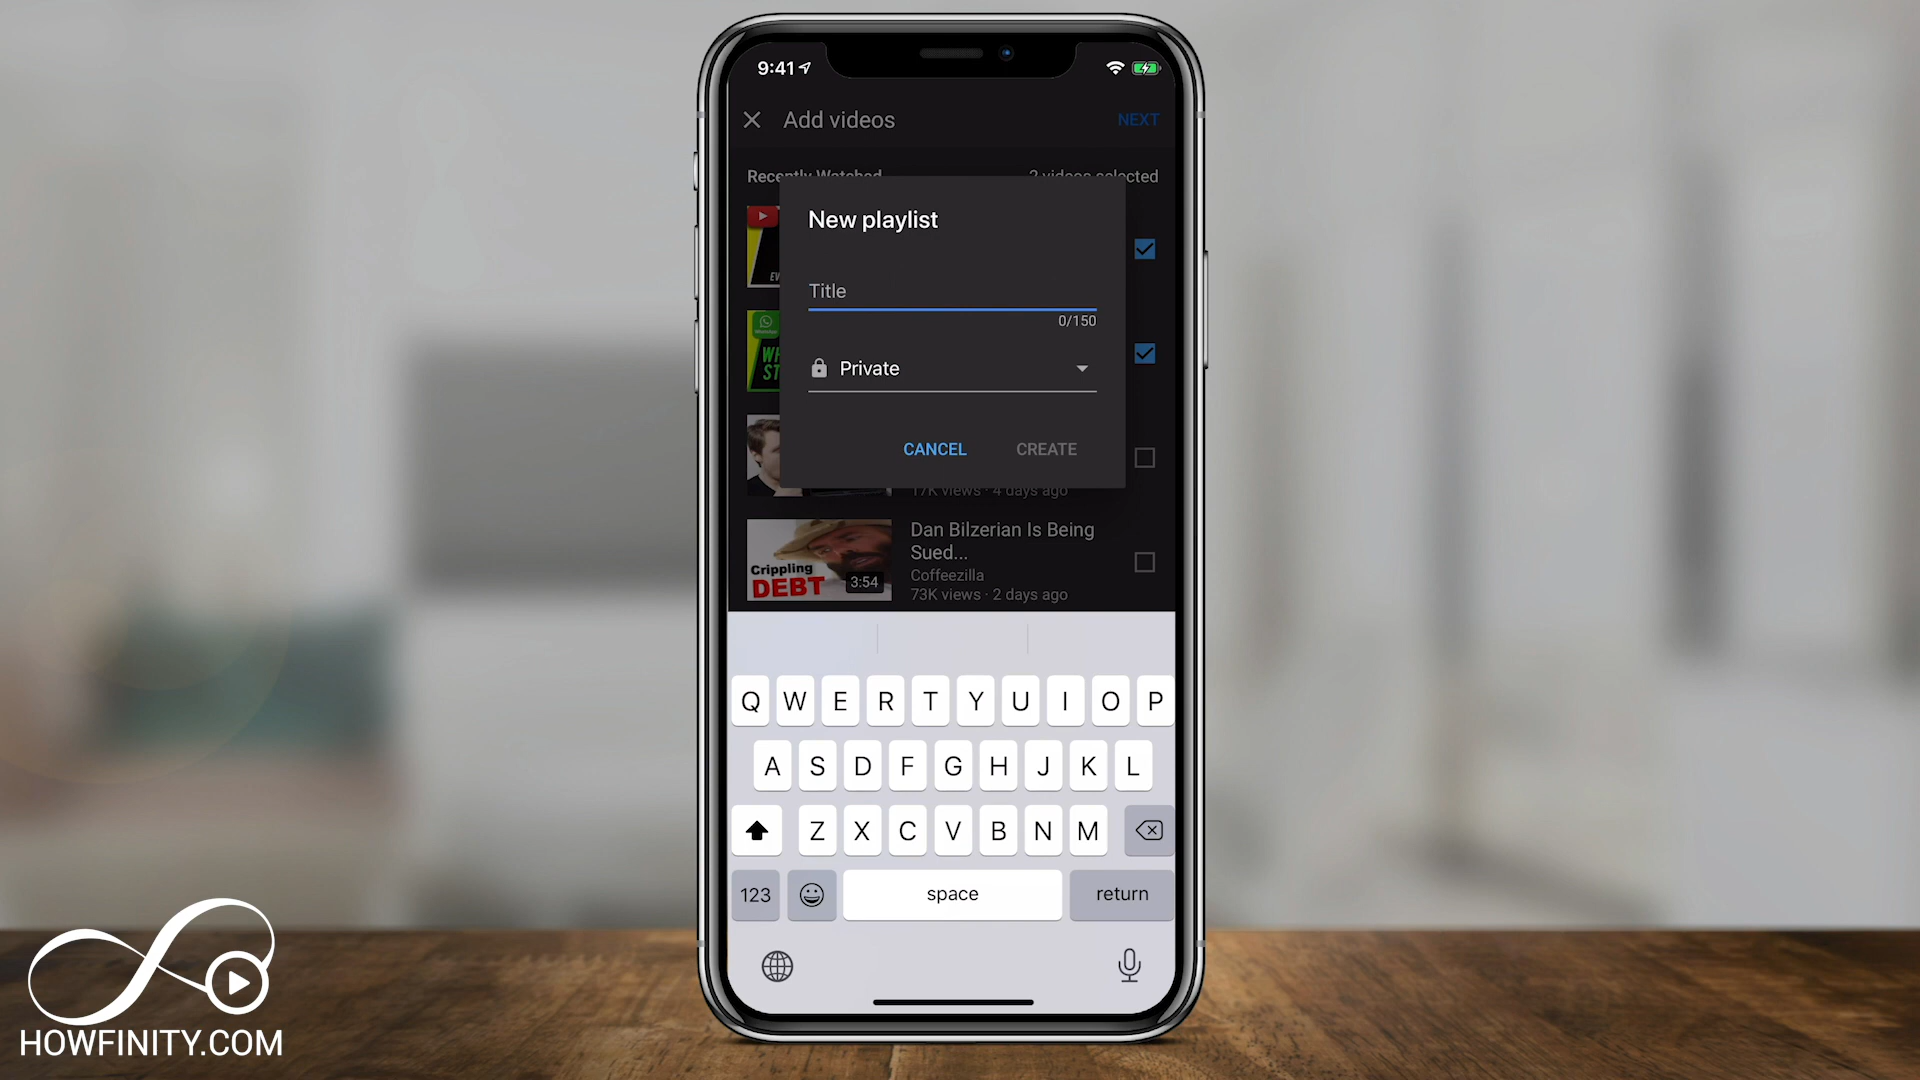 9:41
Add videos
NEXT
Recently Watched
2 videos selected
New playlist
Title
0/150
Private
CANCEL
CREATE
17K views · 4 days ago
Crippling
DEBT
3:54
Dan Bilzerian Is Being
Sued...
Coffeezilla
73K views · 2 days ago
Q W E R T Y U I O P
A S D F G H J K L
Z X C V B N M
123
space
return
HOWFINITY.COM